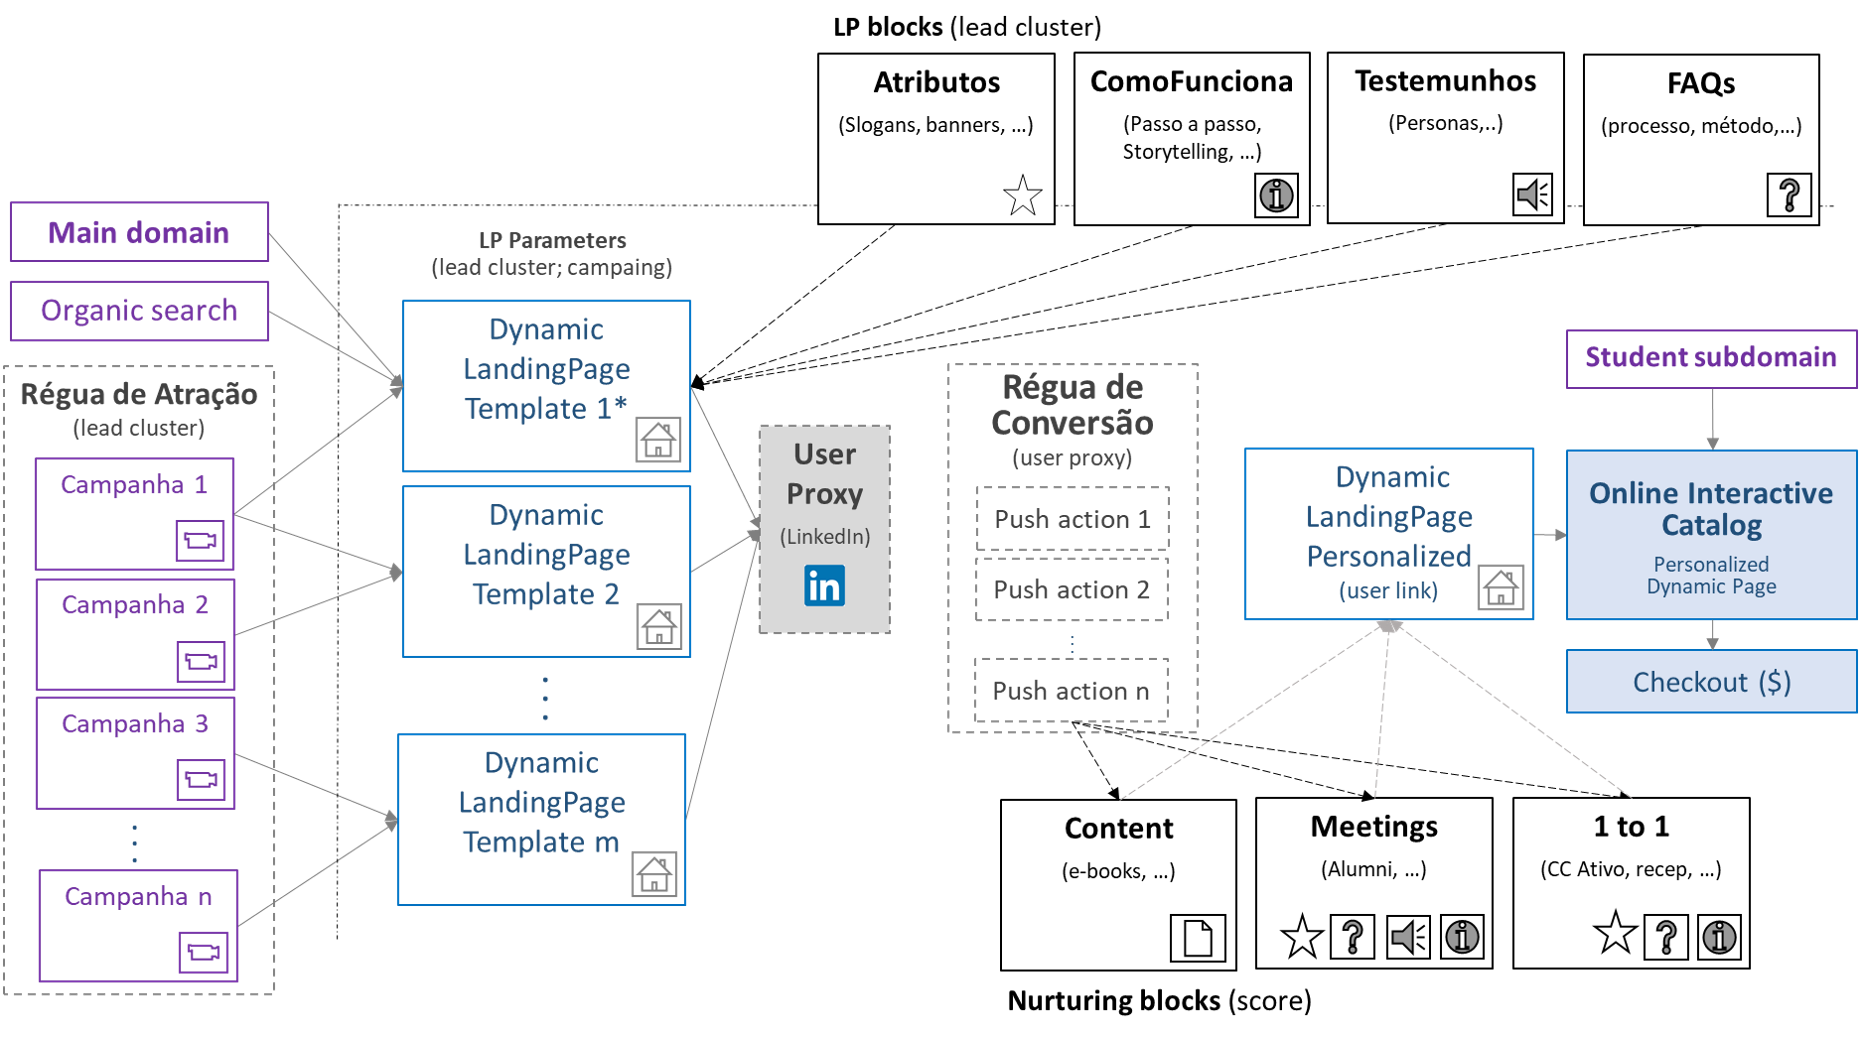 LP blocks (lead cluster)
Atributos
(Slogans, banners, ...)
ComoFunciona
(Passo a passo,
Storytelling, ...)
Testemunhos
(Personas,..)
FAQs
(processo, método,...)
Main domain
Organic search
LP Parameters
(lead cluster; campaing)
Régua de Atração
(lead cluster)
Campanha 1
Campanha 2
Campanha 3
Campanha n
Dynamic
LandingPage
Template 1*
Dynamic
LandingPage
Template 2
Dynamic
LandingPage
Template m
User
Proxy
(LinkedIn)
in
Régua de
Conversão
(user proxy)
Push action 1
Push action 2
Push action n
Dynamic
LandingPage
Personalized
(user link)
Student subdomain
Online Interactive
Catalog
Personalized
Dynamic Page
Checkout ($)
Content
(e-books, ...)
Meetings
(Alumni, ...)
1 to 1
(CC Ativo, recep, ...)
Nurturing blocks (score)